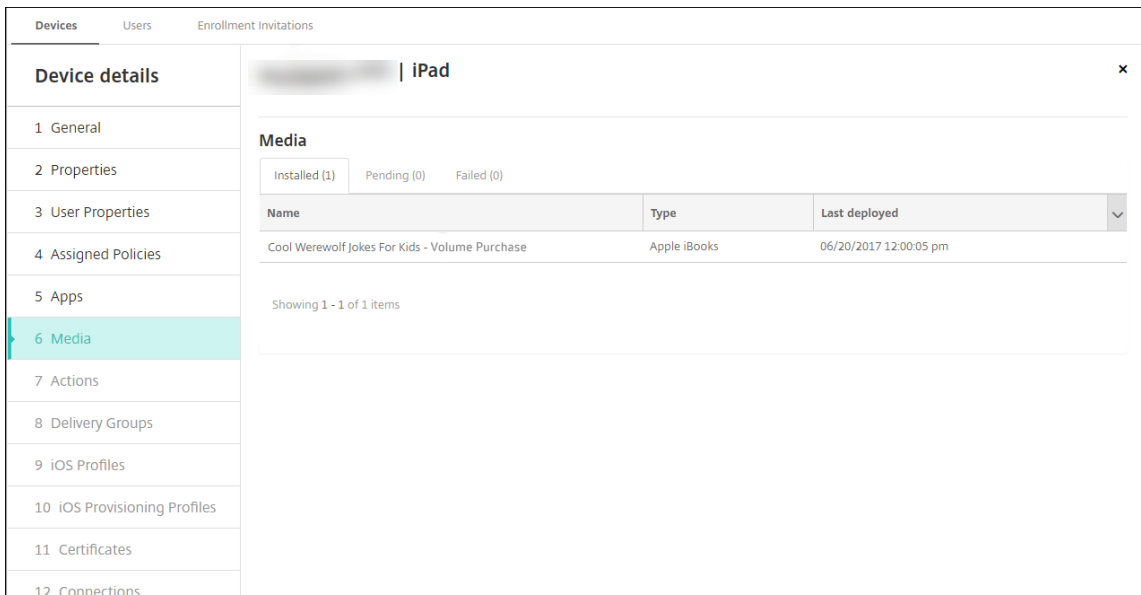 Devices Users Enrollment Invitations
Device details
1 General
2 Properties
3 User Properties
4 Assigned Policies
5 Apps
6 Media
7 Actions
8 Delivery Groups
9 iOS Profiles
10 iOS Provisioning Profiles
11 Certificates
12 Connections
| iPad ×
Media
Installed (1) Pending (0) Failed (0)
Name Type Last deployed
Cool Werewolf Jokes For Kids - Volume Purchase Apple iBooks 06/20/2017 12:00:05 pm
Showing 1 - 1 of 1 items